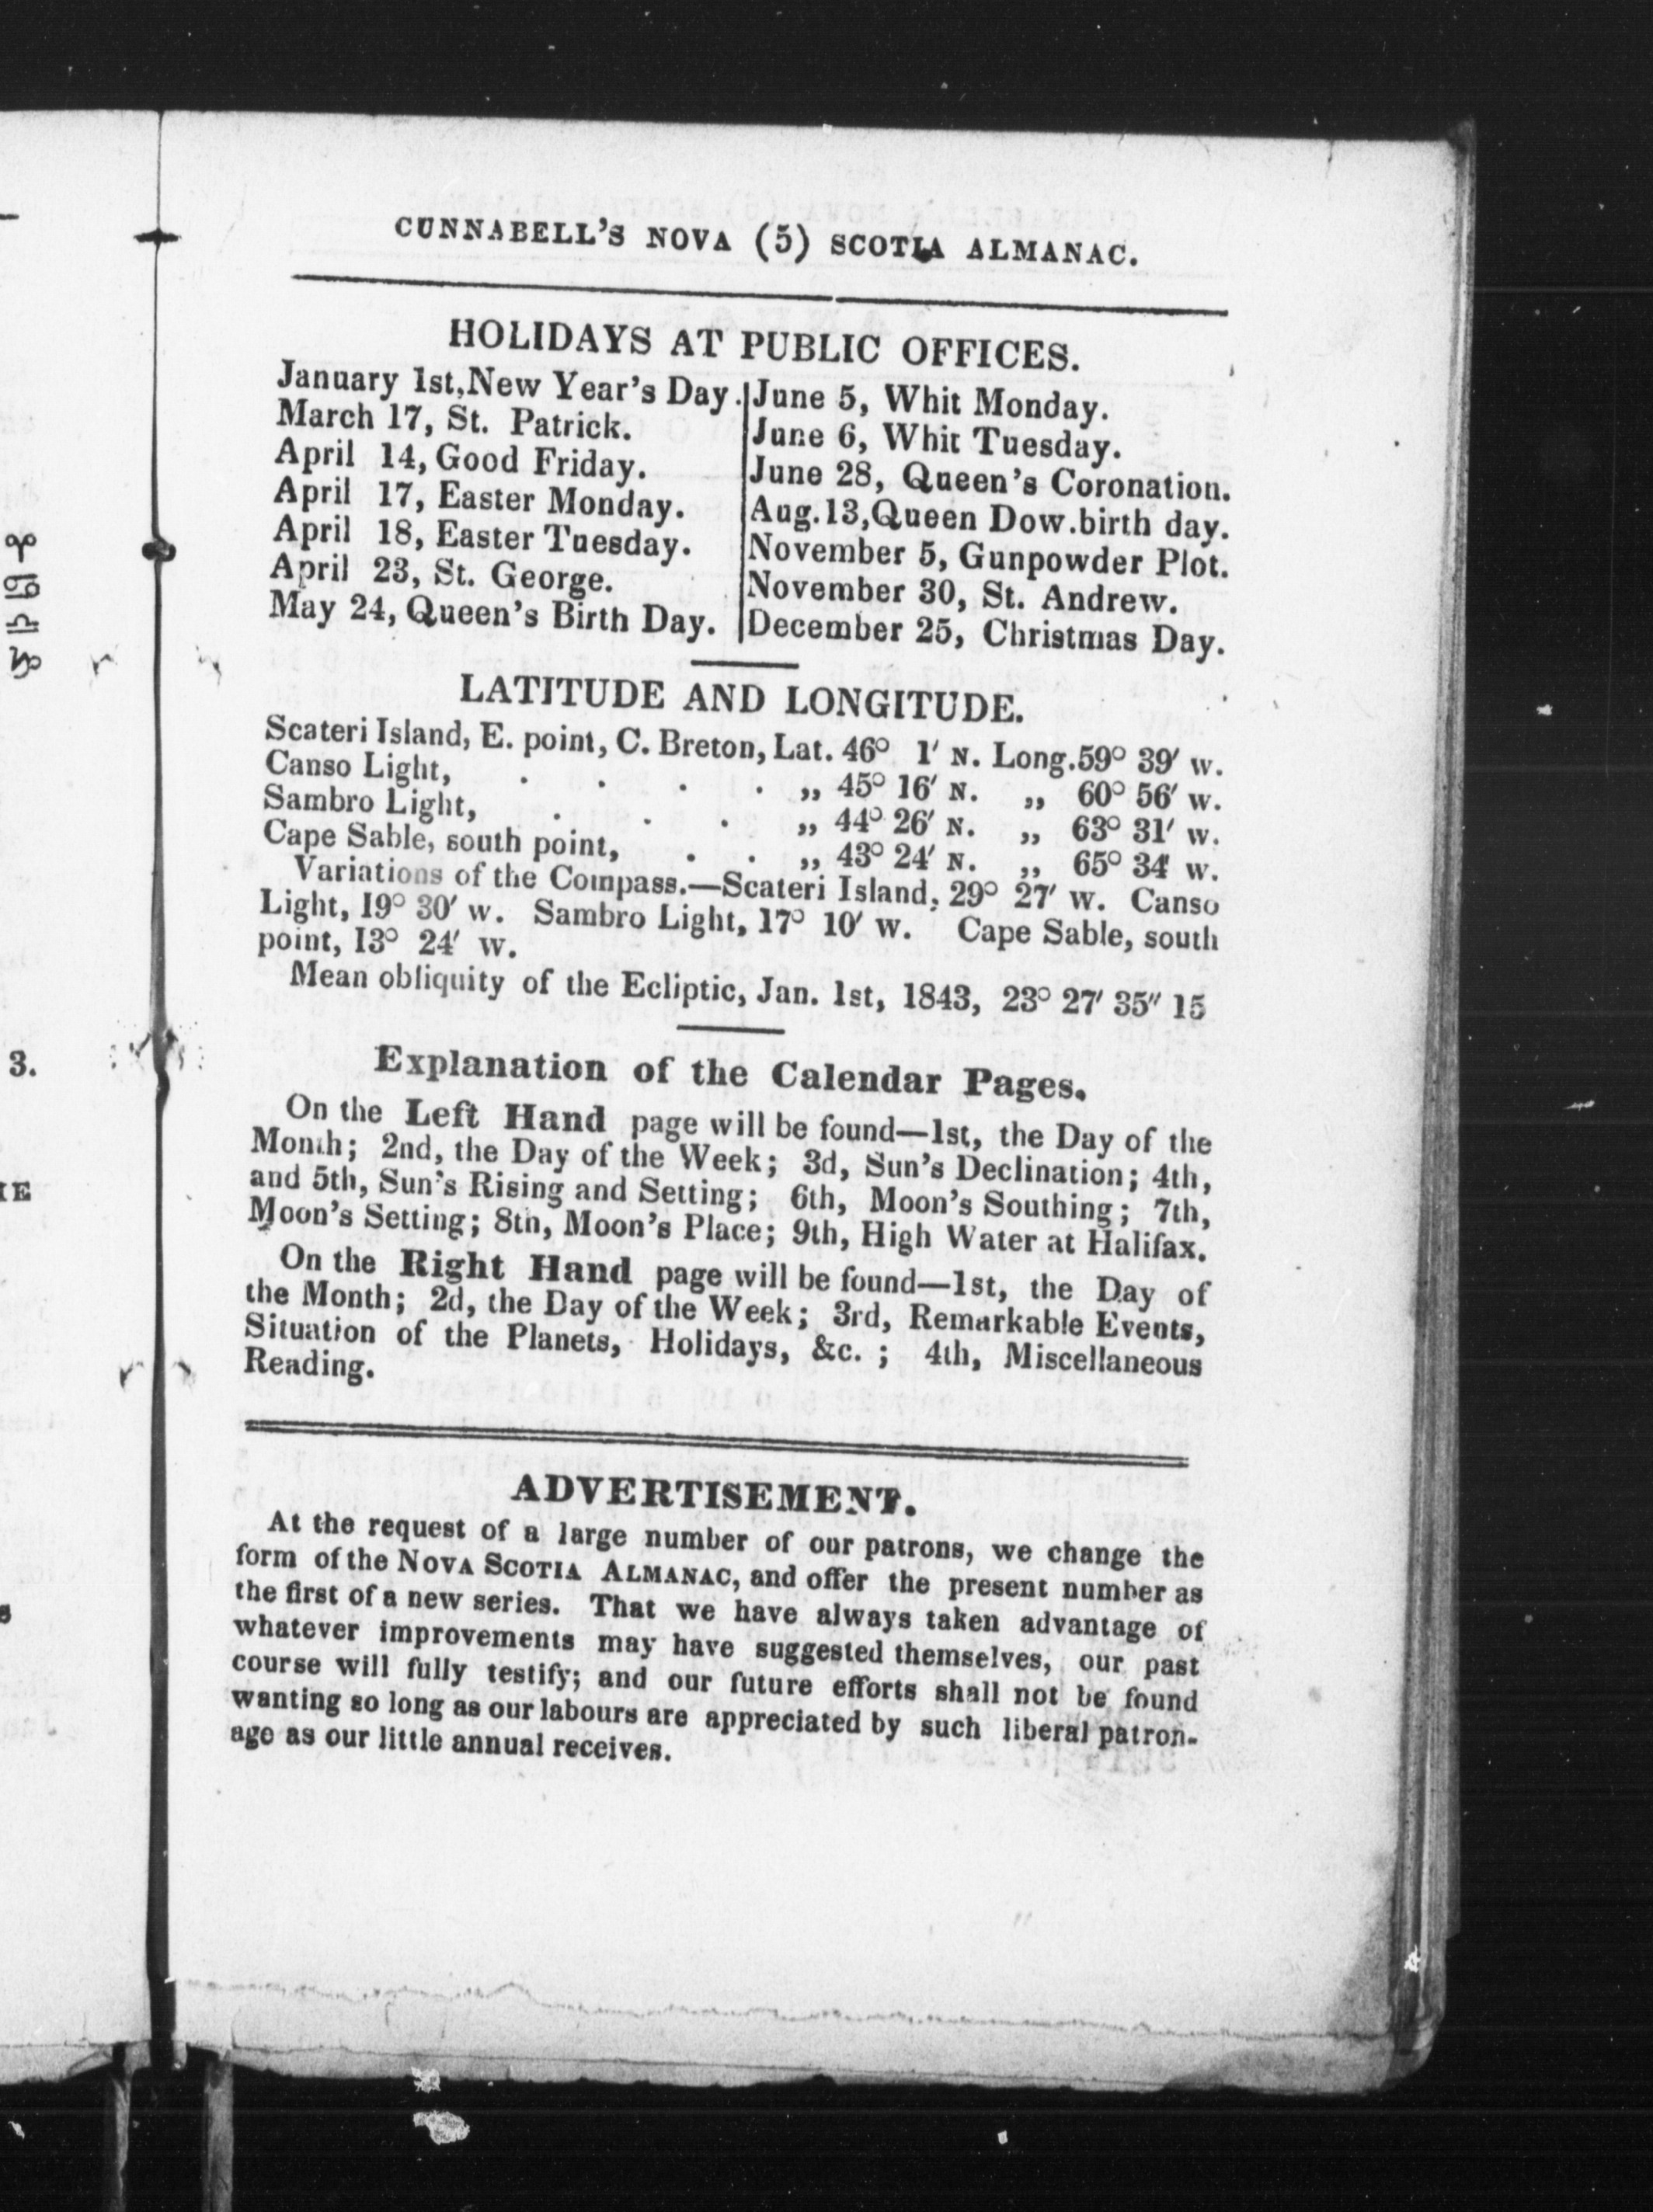 CUNNABELL'S NOVA (5) SCOTIA ALMANAC.
HOLIDAYS AT PUBLIC OFFICES.
January 1st, New Year's Day.
March 17, St. Patrick.
April 14, Good Friday.
April 17, Easter Monday.
April 18, Easter Tuesday.
April 23, St. George.
May 24, Queen's Birth Day.
June 5, Whit Monday.
June 6, Whit Tuesday.
June 28, Queen's Coronation.
Aug. 13, Queen Dow. birth day.
November 5, Gunpowder Plot.
November 30, St. Andrew.
December 25, Christmas Day.
LATITUDE AND LONGITUDE.
Scateri Island, E. point, C. Breton, Lat. 46° 1' N. Long. 59° 39' W.
Canso Light, . . . . „ 45° 16' N. „ 60° 56' W.
Sambro Light, . . . „ 44° 26' N. „ 63° 31' W.
Cape Sable, south point, . . „ 43° 24' N. „ 65° 34' W.
Variations of the Compass.—Scateri Island, 29° 27' W. Canso
Light, 19° 30' W. Sambro Light, 17° 10' W. Cape Sable, south
point, 13° 24' W.
Mean obliquity of the Ecliptic, Jan. 1st, 1843, 23° 27' 35" 15
Explanation of the Calendar Pages.
On the Left Hand page will be found—1st, the Day of the
Month; 2nd, the Day of the Week; 3d, Sun's Declination; 4th,
and 5th, Sun's Rising and Setting; 6th, Moon's Southing; 7th,
Moon's Setting; 8th, Moon's Place; 9th, High Water at Halifax.
On the Right Hand page will be found—1st, the Day of
the Month; 2d, the Day of the Week; 3rd, Remarkable Events,
Situation of the Planets, Holidays, &c. ; 4th, Miscellaneous
Reading.
ADVERTISEMENT.
At the request of a large number of our patrons, we change the
form of the NOVA SCOTIA ALMANAC, and offer the present number as
the first of a new series. That we have always taken advantage of
whatever improvements may have suggested themselves, our past
course will fully testify; and our future efforts shall not be found
wanting so long as our labours are appreciated by such liberal patron-
age as our little annual receives.